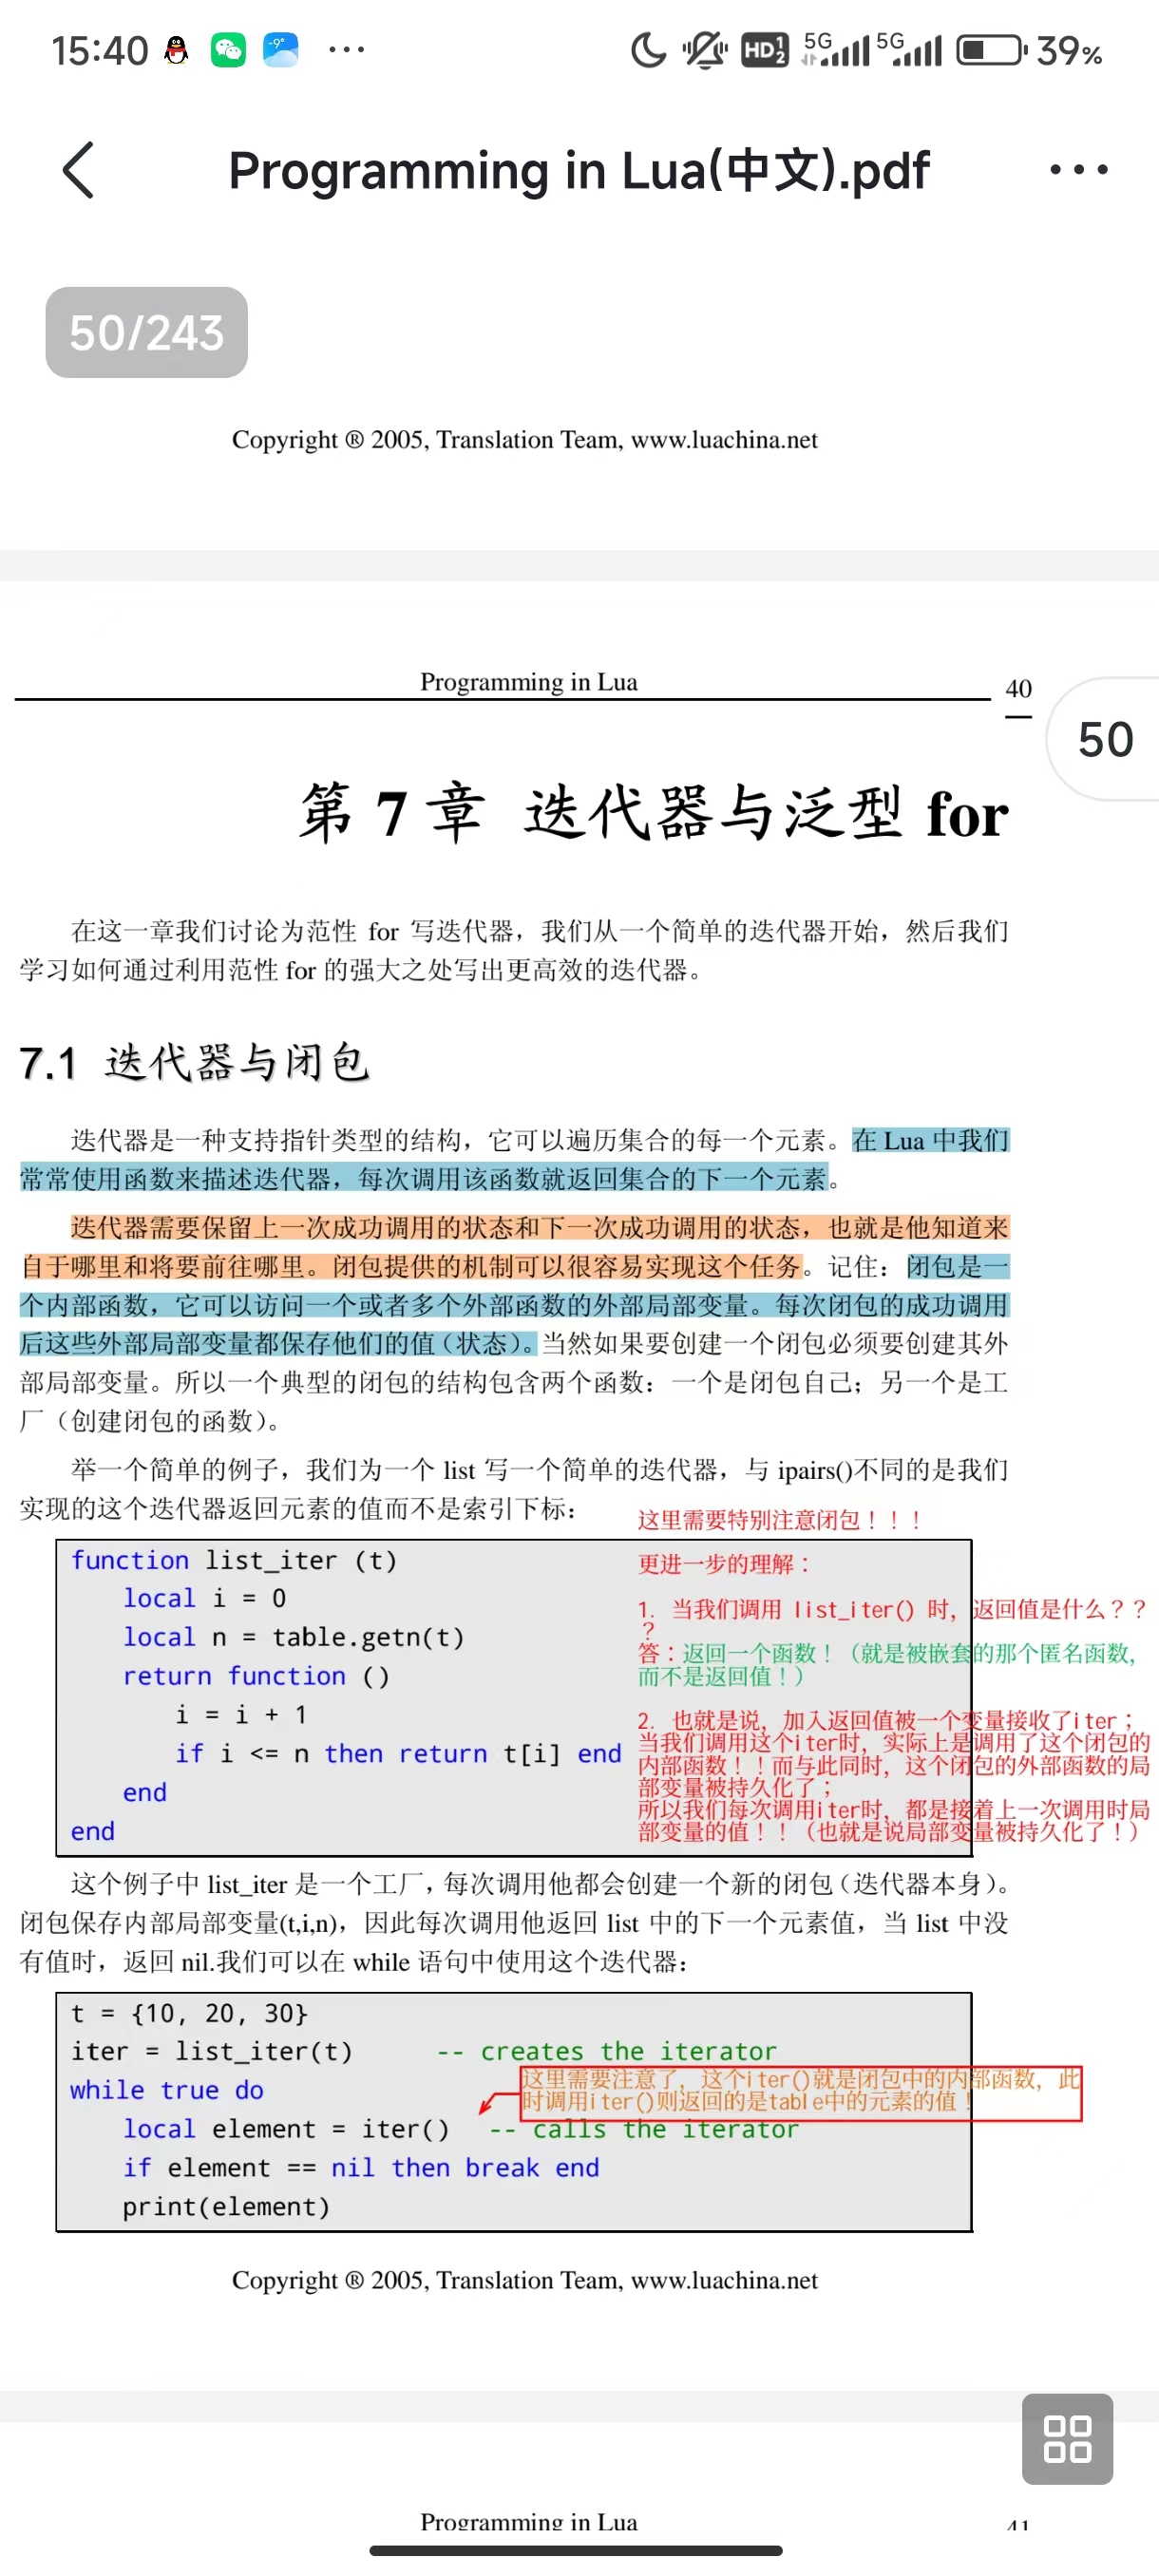 15:40 -9° ... HD 1 2 5G 5G 39%
Programming in Lua(中文).pdf
50/243
Copyright ® 2005, Translation Team, www.luachina.net
Programming in Lua 40
50
第 7 章 迭代器与泛型 for
在这一章我们讨论为范性 for 写迭代器，我们从一个简单的迭代器开始，然后我们
学习如何通过利用范性 for 的强大之处写出更高效的迭代器。
7.1 迭代器与闭包
迭代器是一种支持指针类型的结构，它可以遍历集合的每一个元素。在 Lua 中我们
常常使用函数来描述迭代器，每次调用该函数就返回集合的下一个元素。
迭代器需要保留上一次成功调用的状态和下一次成功调用的状态，也就是他知道来
自于哪里和将要前往哪里。闭包提供的机制可以很容易实现这个任务。记住：闭包是一
个内部函数，它可以访问一个或者多个外部函数的外部局部变量。每次闭包的成功调用
后这些外部局部变量都保存他们的值（状态）。当然如果要创建一个闭包必须要创建其外
部局部变量。所以一个典型的闭包的结构包含两个函数：一个是闭包自己；另一个是工
厂（创建闭包的函数）。
举一个简单的例子，我们为一个 list 写一个简单的迭代器，与 ipairs()不同的是我们
实现的这个迭代器返回元素的值而不是索引下标：
function list_iter (t)
local i = 0
local n = table.getn(t)
return function ()
i = i + 1
if i <= n then return t[i] end
end
end
这里需要特别注意闭包！！！
更进一步的理解：
1. 当我们调用 list_iter() 时，返回值是什么？？
？
答：返回一个函数！（就是被嵌套的那个匿名函数，
而不是返回值！）
2. 也就是说，加入返回值被一个变量接收了iter；
当我们调用这个iter时，实际上是调用了这个闭包的
内部函数！！而与此同时，这个闭包的外部函数的局
部变量被持久化了；
所以我们每次调用iter时，都是接着上一次调用时局
部变量的值！！（也就是说局部变量被持久化了！）
这个例子中 list_iter 是一个工厂，每次调用他都会创建一个新的闭包（迭代器本身）。
闭包保存内部局部变量(t,i,n)，因此每次调用他返回 list 中的下一个元素值，当 list 中没
有值时，返回 nil.我们可以在 while 语句中使用这个迭代器：
t = {10, 20, 30}
iter = list_iter(t) -- creates the iterator
while true do
这里需要注意了，这个iter()就是闭包中的内部函数，此
时调用iter()则返回的是table中的元素的值！
local element = iter() -- calls the iterator
if element == nil then break end
print(element)
Copyright ® 2005, Translation Team, www.luachina.net
Programming in Lua 41